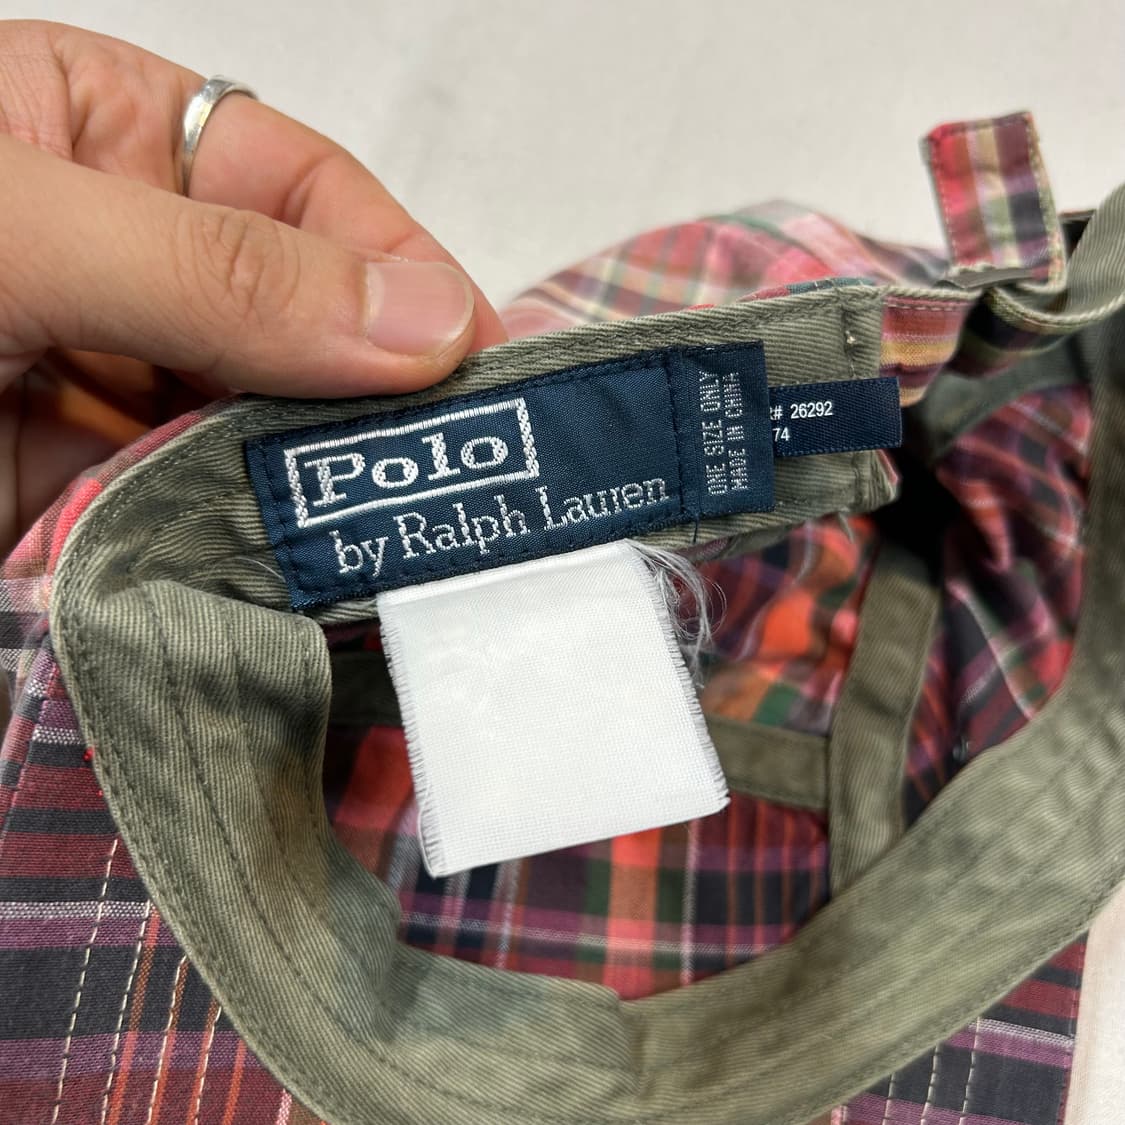 Polo
by Ralph Lauren
ONE SIZE ONLY
MADE IN CHINA
# 26292
74